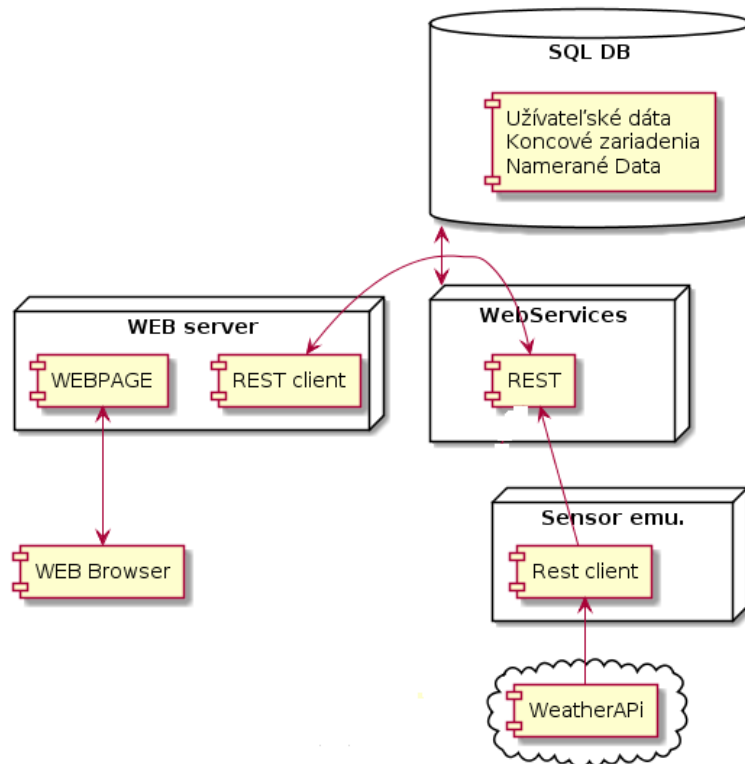 SQL DB
Užívateľské dáta
Koncové zariadenia
Namerané Data
WEB server
WEBPAGE
REST client
WebServices
REST
Sensor emu.
WEB Browser
Rest client
WeatherAPi